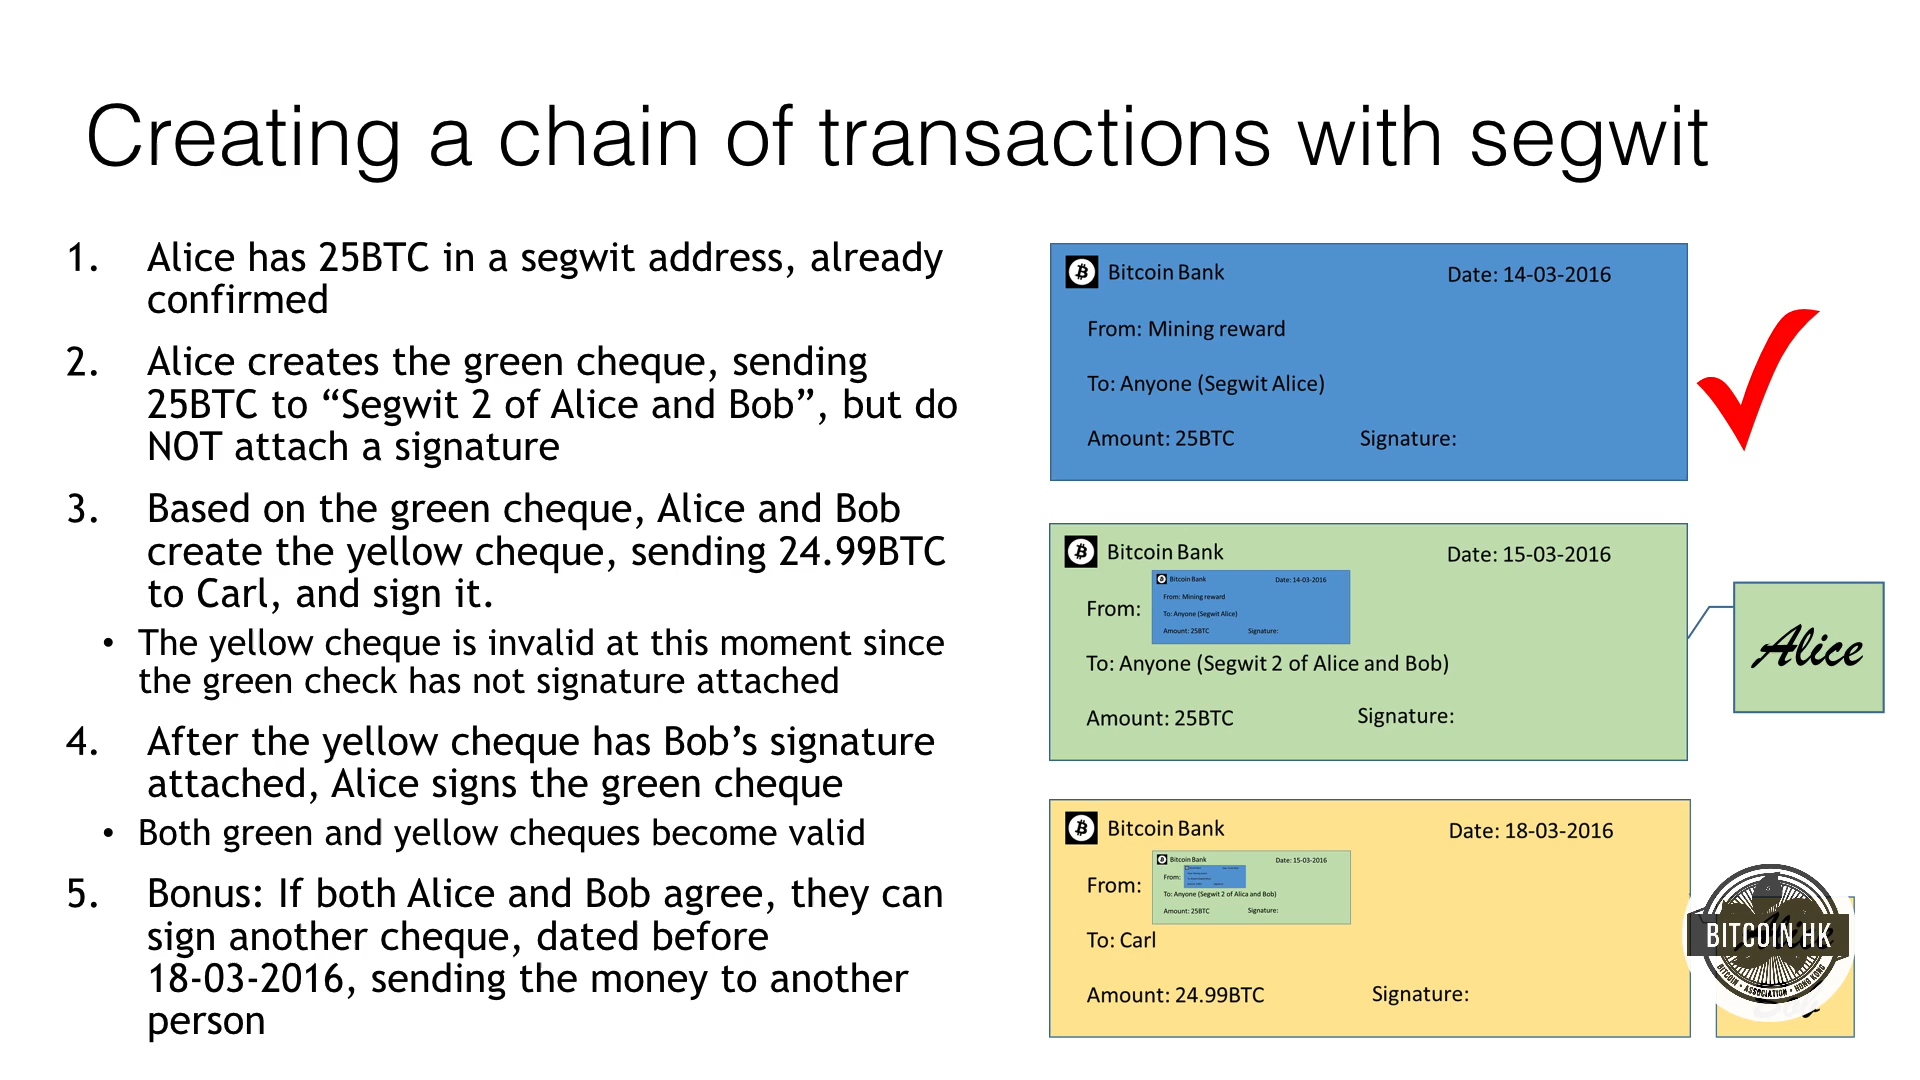 Creating a chain of transactions with segwit
1. Alice has 25BTC in a segwit address, already
confirmed
2. Alice creates the green cheque, sending
25BTC to “Segwit 2 of Alice and Bob”, but do
NOT attach a signature
3. Based on the green cheque, Alice and Bob
create the yellow cheque, sending 24.99BTC
to Carl, and sign it.
• The yellow cheque is invalid at this moment since
the green check has not signature attached
4. After the yellow cheque has Bob’s signature
attached, Alice signs the green cheque
• Both green and yellow cheques become valid
5. Bonus: If both Alice and Bob agree, they can
sign another cheque, dated before
18-03-2016, sending the money to another
person
Bitcoin Bank Date: 14-03-2016
From: Mining reward
To: Anyone (Segwit Alice)
Amount: 25BTC Signature:
Bitcoin Bank Date: 15-03-2016
From:
Bitcoin Bank Date: 14-03-2016
From: Mining reward
To: Anyone (Segwit Alice)
Amount: 25BTC Signature:
To: Anyone (Segwit 2 of Alice and Bob)
Amount: 25BTC Signature:
Alice
Bitcoin Bank Date: 18-03-2016
From:
Bitcoin Bank Date: 15-03-2016
From:
To: Anyone (Segwit 2 of Alice and Bob)
Amount: 25BTC Signature:
To: Carl
Amount: 24.99BTC Signature:
BITCOIN HK
BITCOIN • ASSOCIATION • HONG KONG